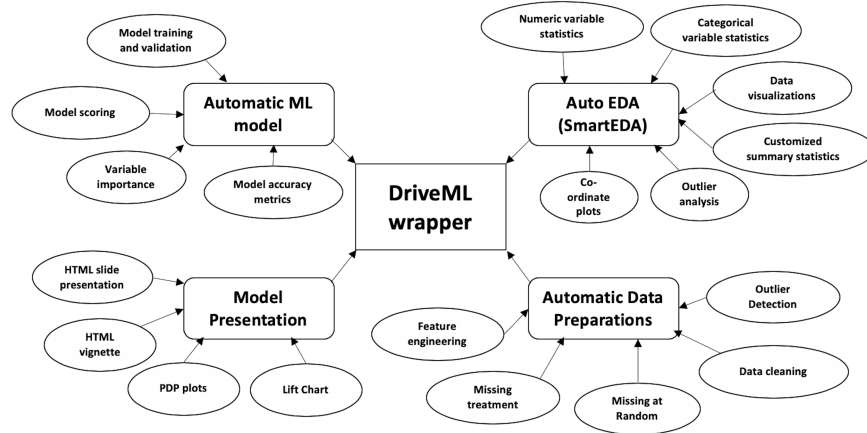 Model training
and validation
Model scoring
Variable
importance
Model accuracy
metrics
Automatic ML
model
Numeric variable
statistics
Categorical
variable statistics
Data
visualizations
Customized
summary statistics
Outlier
analysis
Co-
ordinate
plots
Auto EDA
(SmartEDA)
DriveML
wrapper
HTML slide
presentation
HTML
vignette
PDP plots
Lift Chart
Model
Presentation
Automatic Data
Preparations
Feature
engineering
Missing
treatment
Missing at
Random
Data cleaning
Outlier
Detection